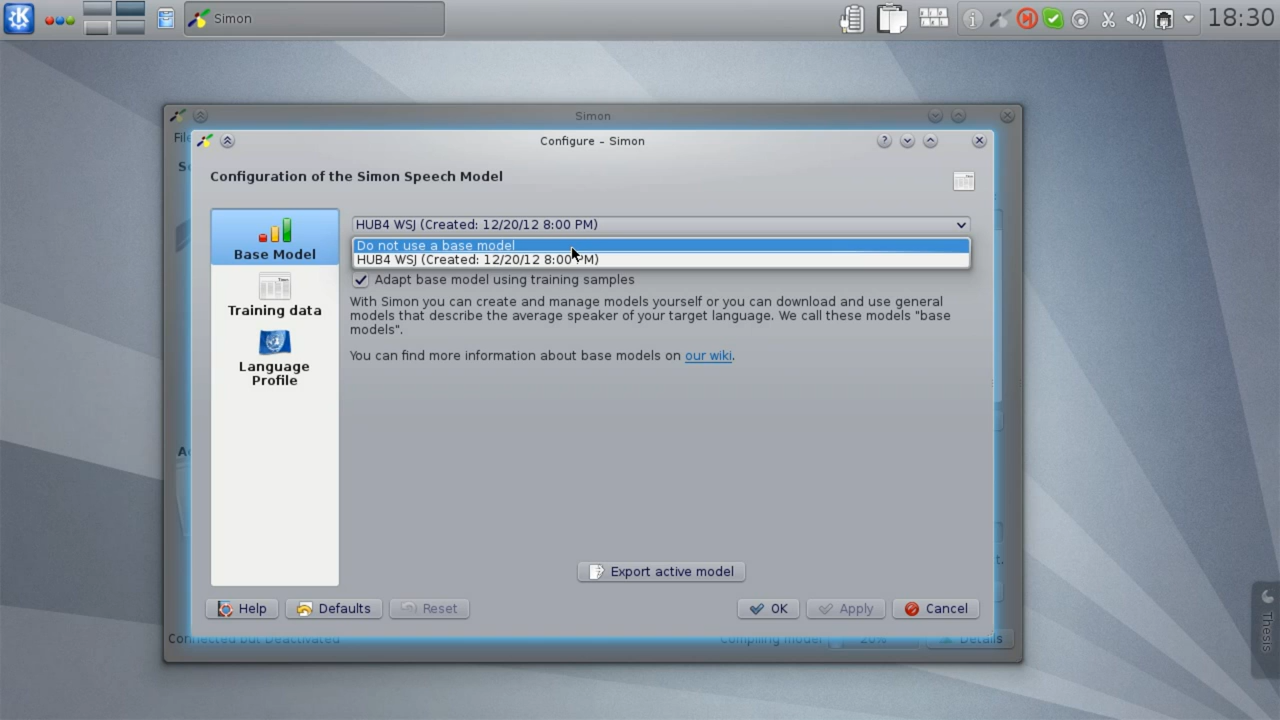 Simon
18:30
Simon
File
Configure – Simon
Configuration of the Simon Speech Model
Base Model
Training data
Language
Profile
HUB4 WSJ (Created: 12/20/12 8:00 PM)
Do not use a base model
HUB4 WSJ (Created: 12/20/12 8:00 PM)
Adapt base model using training samples
With Simon you can create and manage models yourself or you can download and use general
models that describe the average speaker of your target language. We call these models "base
models".
You can find more information about base models on our wiki.
Export active model
Help
Defaults
Reset
OK
Apply
Cancel
Connected but Deactivated
Compiling model
20%
Details
Thesis